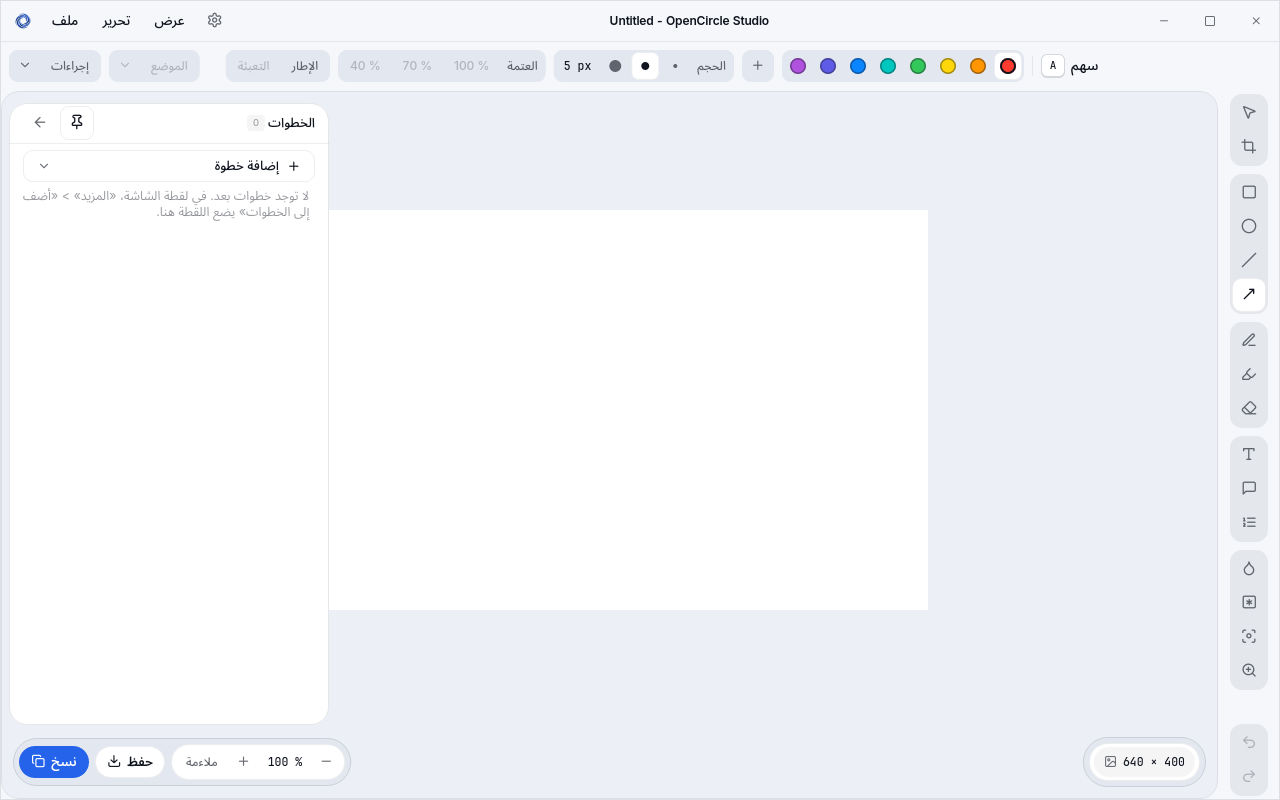 ملف
تحرير
عرض
Untitled - OpenCircle Studio
سهم
A
الحجم
5 px
العتمة
100 %
70 %
40 %
الإطار
التعبئة
الموضع
إجراءات
الخطوات 0
إضافة خطوة
لا توجد خطوات بعد. في لقطة الشاشة، «المزيد» > «أضف
إلى الخطوات» يضع اللقطة هنا.
640 × 400
100 %
ملاءمة
حفظ
نسخ